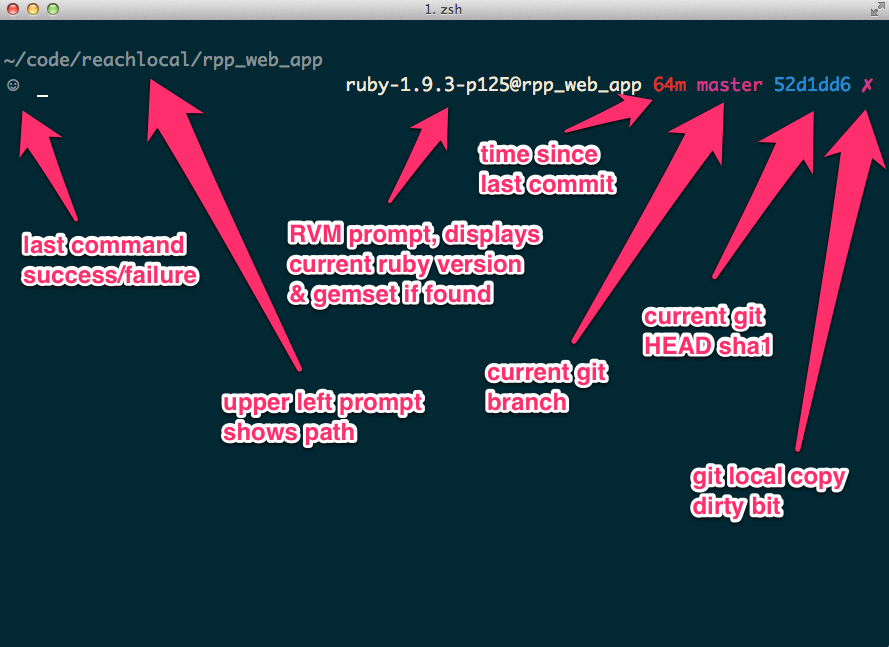 1. zsh
~/code/reachlocal/rpp_web_app
☺ _ ruby-1.9.3-p125@rpp_web_app 64m master 52d1dd6 ✗
time since
last commit
RVM prompt, displays
current ruby version
& gemset if found
last command
success/failure
current git
HEAD sha1
current git
branch
upper left prompt
shows path
git local copy
dirty bit